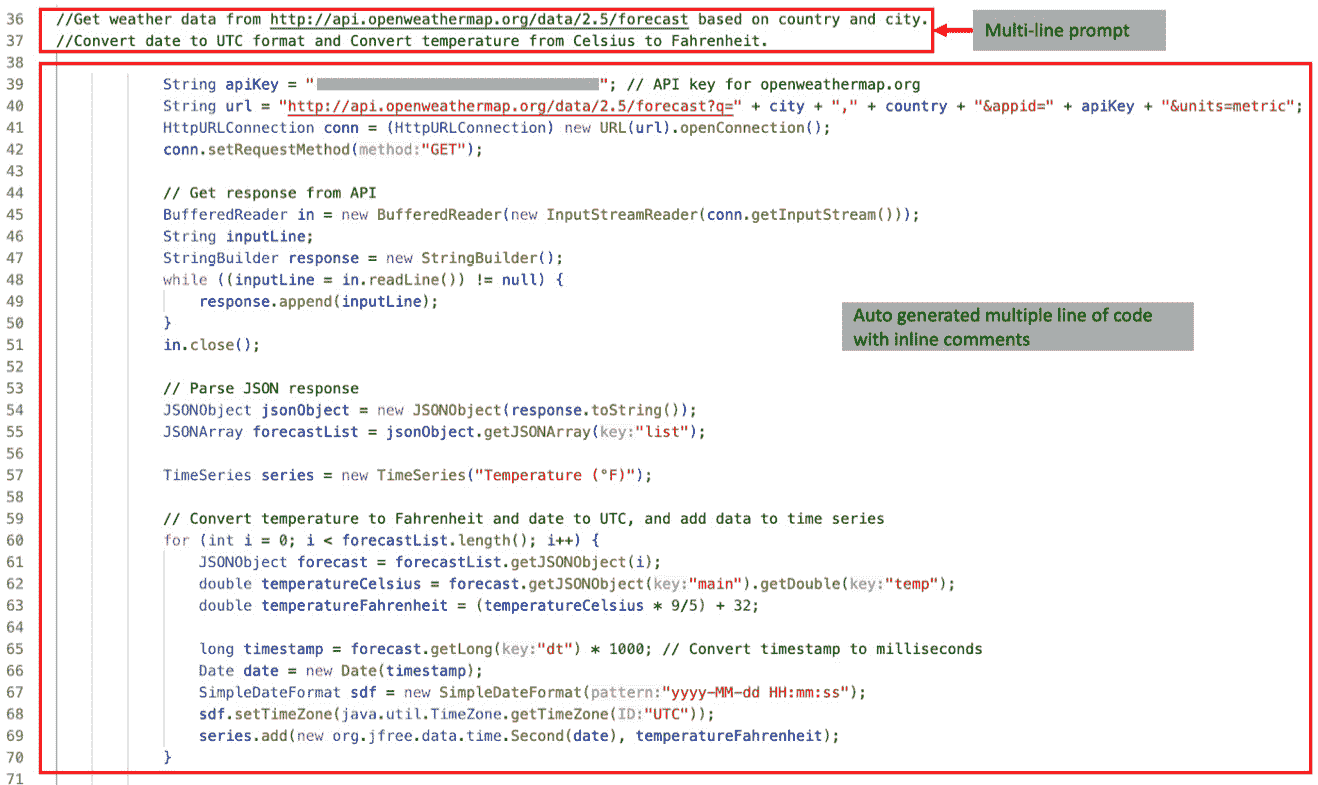 36 //Get weather data from http://api.openweathermap.org/data/2.5/forecast based on country and city.
37 //Convert date to UTC format and Convert temperature from Celsius to Fahrenheit.
Multi-line prompt
38
39 String apiKey = " "; // API key for openweathermap.org
40 String url = "http://api.openweathermap.org/data/2.5/forecast?q=" + city + "," + country + "&appid=" + apiKey + "&units=metric";
41 HttpURLConnection conn = (HttpURLConnection) new URL(url).openConnection();
42 conn.setRequestMethod(method:"GET");
43
44 // Get response from API
45 BufferedReader in = new BufferedReader(new InputStreamReader(conn.getInputStream()));
46 String inputLine;
47 StringBuilder response = new StringBuilder();
48 while ((inputLine = in.readLine()) != null) {
49 response.append(inputLine);
50 }
51 in.close();
Auto generated multiple line of code
with inline comments
52
53 // Parse JSON response
54 JSONObject jsonObject = new JSONObject(response.toString());
55 JSONArray forecastList = jsonObject.getJSONArray(key:"list");
56
57 TimeSeries series = new TimeSeries("Temperature (°F)");
58
59 // Convert temperature to Fahrenheit and date to UTC, and add data to time series
60 for (int i = 0; i < forecastList.length(); i++) {
61 JSONObject forecast = forecastList.getJSONObject(i);
62 double temperatureCelsius = forecast.getJSONObject(key:"main").getDouble(key:"temp");
63 double temperatureFahrenheit = (temperatureCelsius * 9/5) + 32;
64
65 long timestamp = forecast.getLong(key:"dt") * 1000; // Convert timestamp to milliseconds
66 Date date = new Date(timestamp);
67 SimpleDateFormat sdf = new SimpleDateFormat(pattern:"yyyy-MM-dd HH:mm:ss");
68 sdf.setTimeZone(java.util.TimeZone.getTimeZone(ID:"UTC"));
69 series.add(new org.jfree.data.time.Second(date), temperatureFahrenheit);
70 }
71